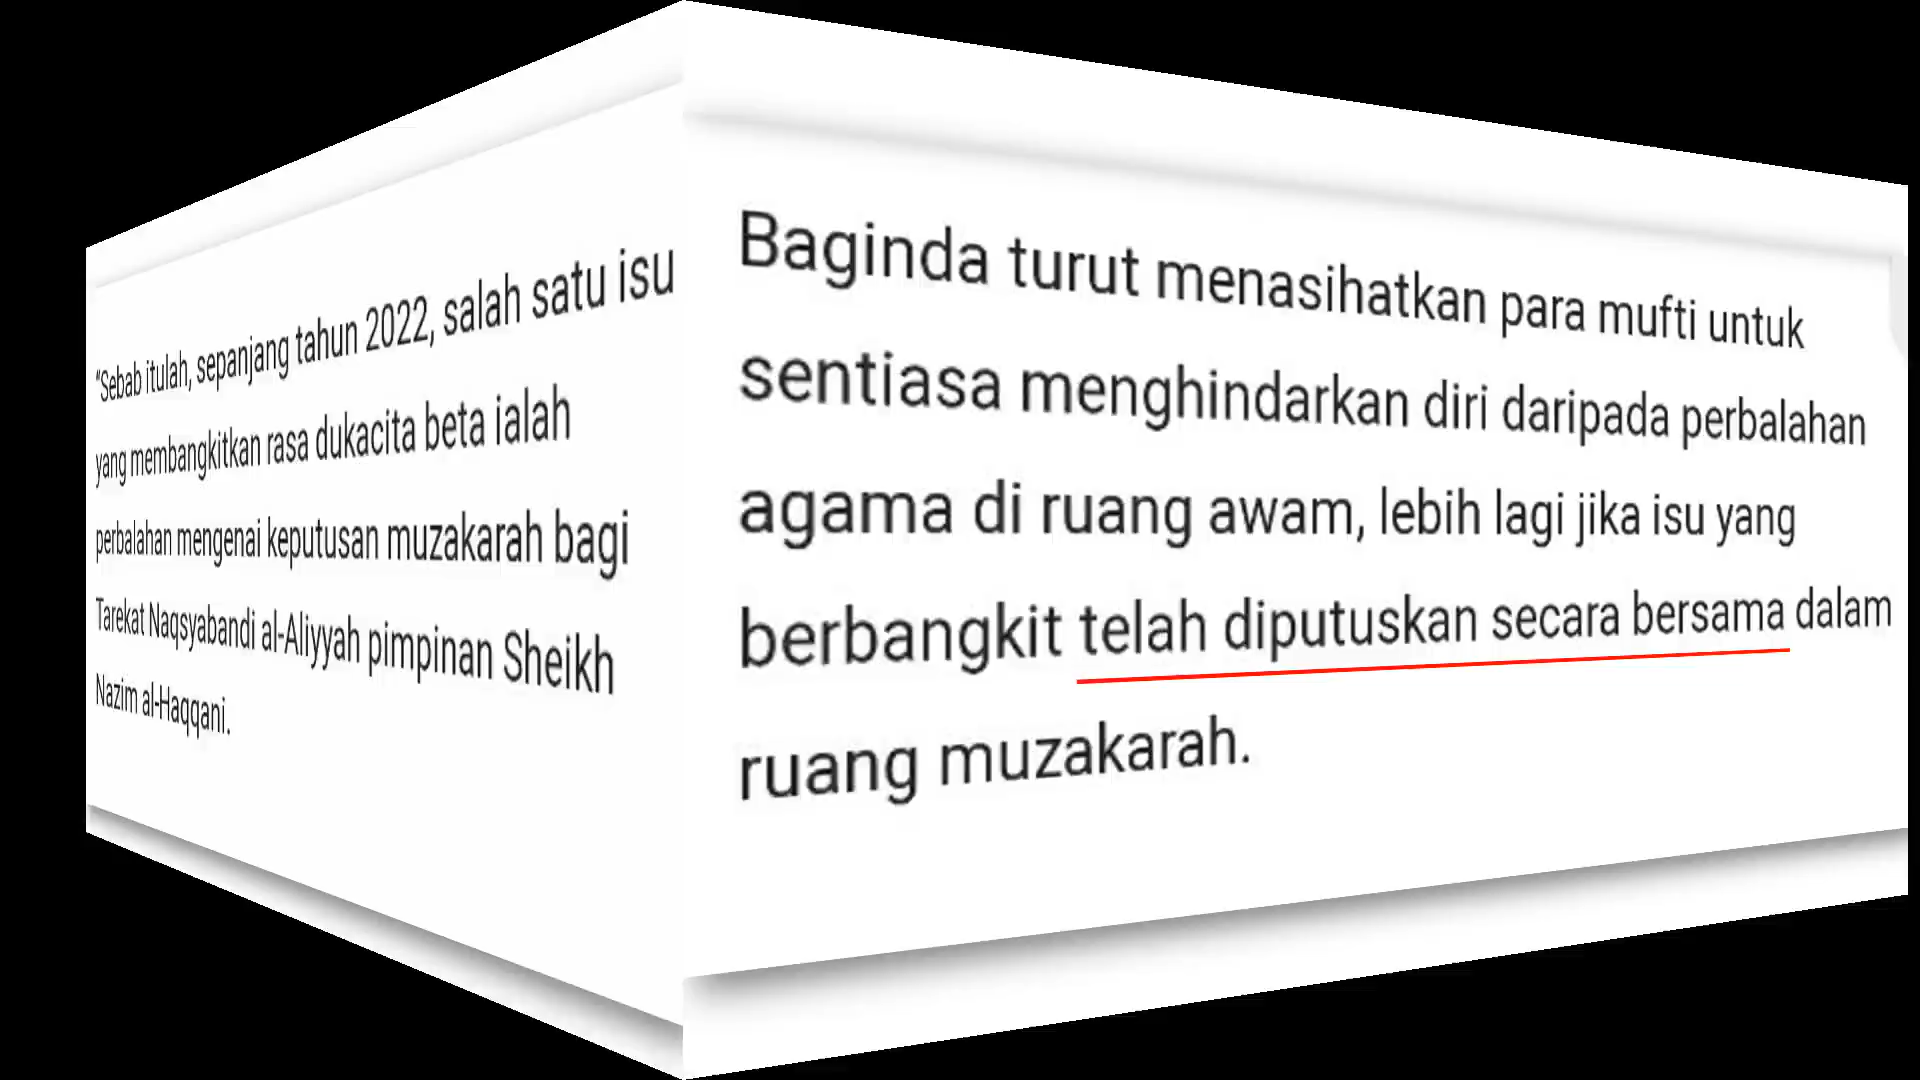 “Sebab itulah, sepanjang tahun 2022, salah satu isu
yang membangkitkan rasa dukacita beta ialah
perbalahan mengenai keputusan muzakarah bagi
Tarekat Naqsyabandi al-Aliyyah pimpinan Sheikh
Nazim al-Haqqani.
Baginda turut menasihatkan para mufti untuk
sentiasa menghindarkan diri daripada perbalahan
agama di ruang awam, lebih lagi jika isu yang
berbangkit telah diputuskan secara bersama dalam
ruang muzakarah.